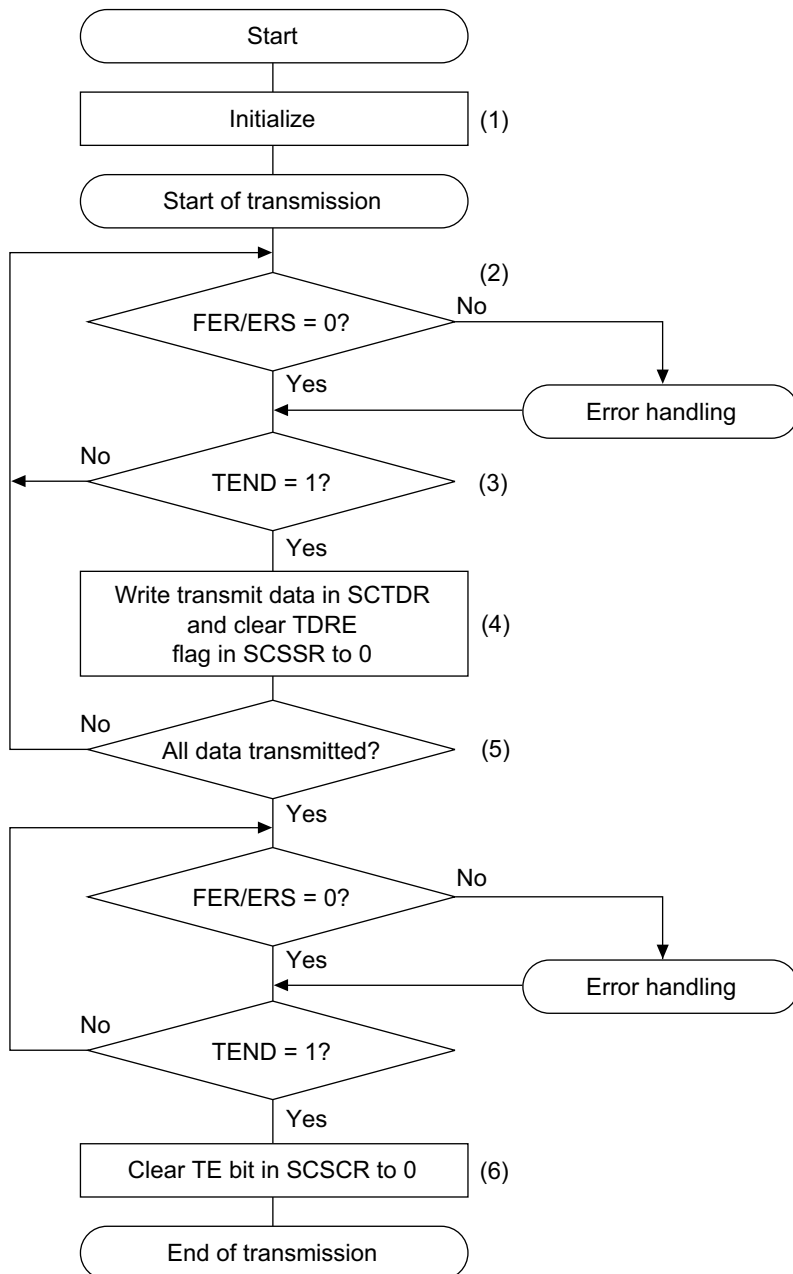 Start
Initialize
(1)
Start of transmission
(2)
FER/ERS = 0?
No
Yes
Error handling
No
TEND = 1?
(3)
Yes
Write transmit data in SCTDR
and clear TDRE
flag in SCSSR to 0
(4)
No
All data transmitted?
(5)
Yes
FER/ERS = 0?
No
Yes
Error handling
No
TEND = 1?
Yes
Clear TE bit in SCSCR to 0
(6)
End of transmission